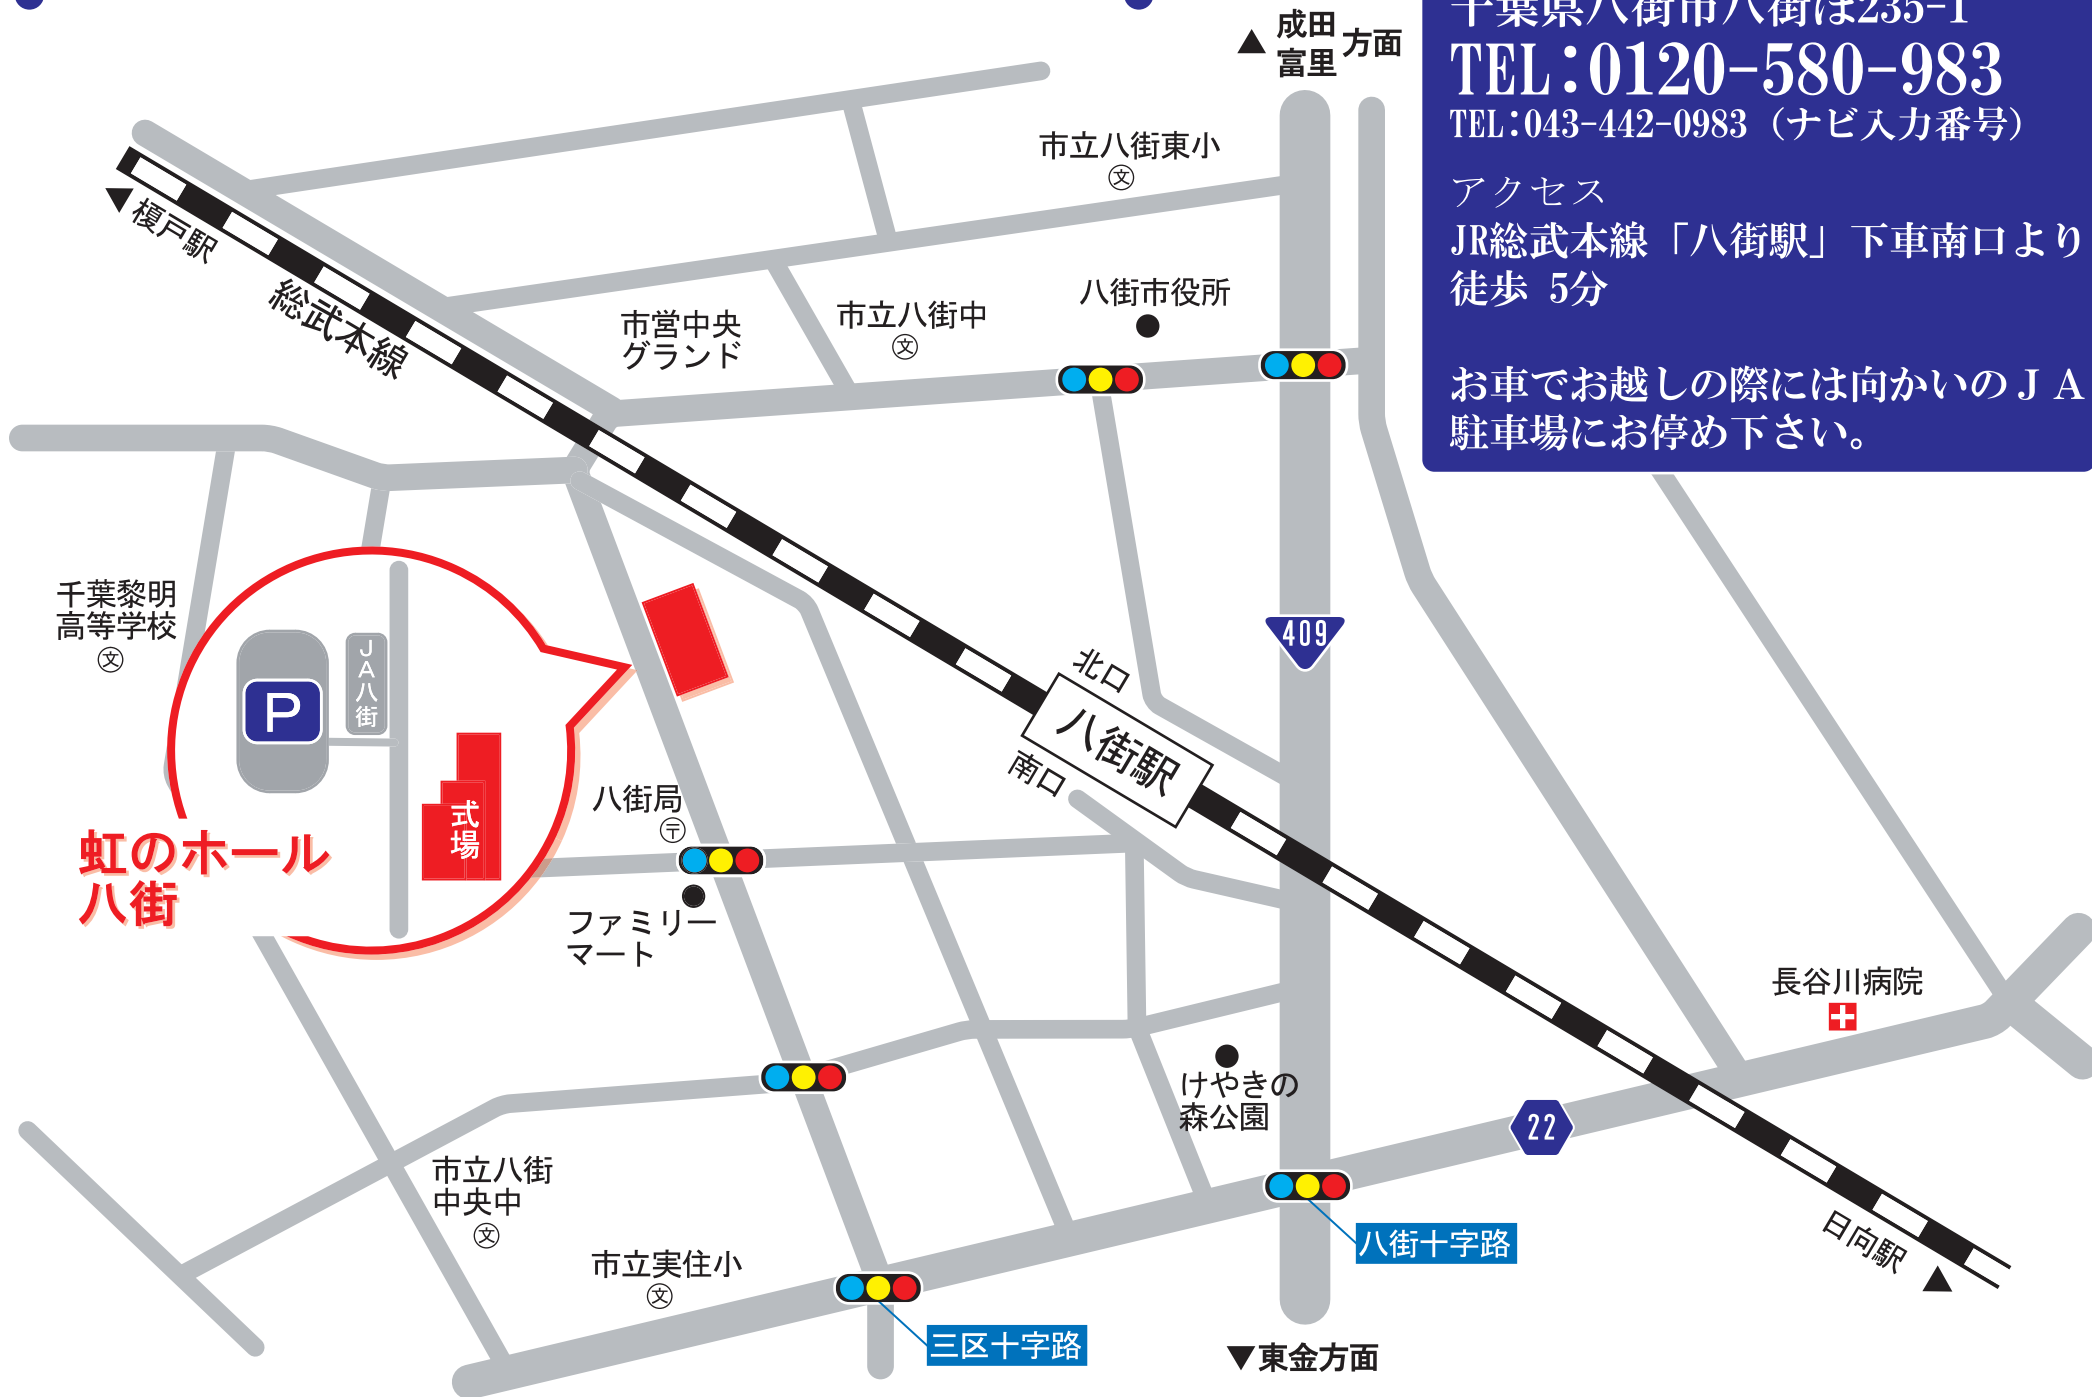 千葉県八街市八街ほ235-1
TEL：0120-580-983
TEL：043-442-0983（ナビ入力番号）
アクセス
JR総武本線「八街駅」下車南口より
徒歩 5分
お車でお越しの際には向かいのＪＡ
駐車場にお停め下さい。
▲成田
富里
方面
市立八街東小
文
◀榎戸駅
総武本線
市営中央
グランド
市立八街中
文
八街市役所
千葉黎明
高等学校
文
P
JA八街
式場
虹のホール
八街
409
北口
八街駅
南口
八街局
〒
ファミリー
マート
長谷川病院
けやきの
森公園
22
市立八街
中央中
文
市立実住小
文
八街十字路
三区十字路
日向駅▲
▼東金方面